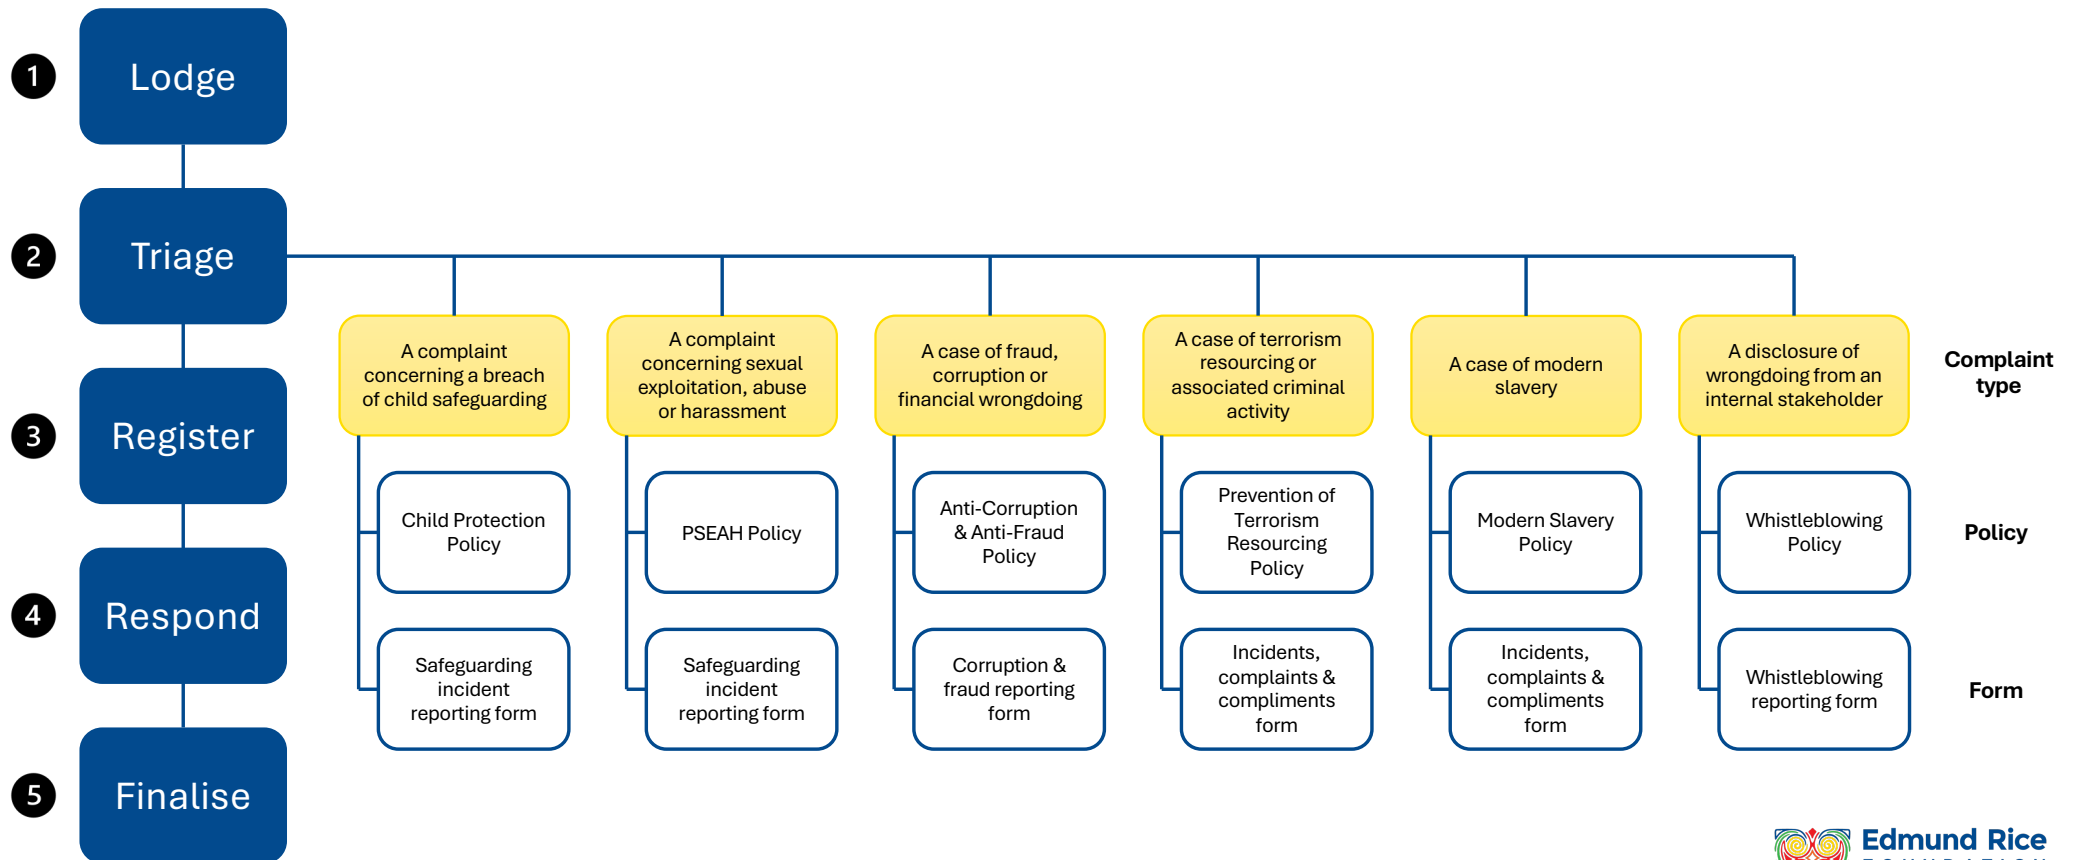 1
Lodge
2
Triage
3
Register
4
Respond
5
Finalise
A complaint
concerning a breach
of child safeguarding
A complaint
concerning sexual
exploitation, abuse
or harassment
A case of fraud,
corruption or
financial wrongdoing
A case of terrorism
resourcing or
associated criminal
activity
A case of modern
slavery
A disclosure of
wrongdoing from an
internal stakeholder
Complaint
type
Child Protection
Policy
PSEAH Policy
Anti-Corruption
& Anti-Fraud
Policy
Prevention of
Terrorism
Resourcing
Policy
Modern Slavery
Policy
Whistleblowing
Policy
Policy
Safeguarding
incident
reporting form
Safeguarding
incident
reporting form
Corruption &
fraud reporting
form
Incidents,
complaints &
compliments
form
Incidents,
complaints &
compliments
form
Whistleblowing
reporting form
Form
Edmund Rice